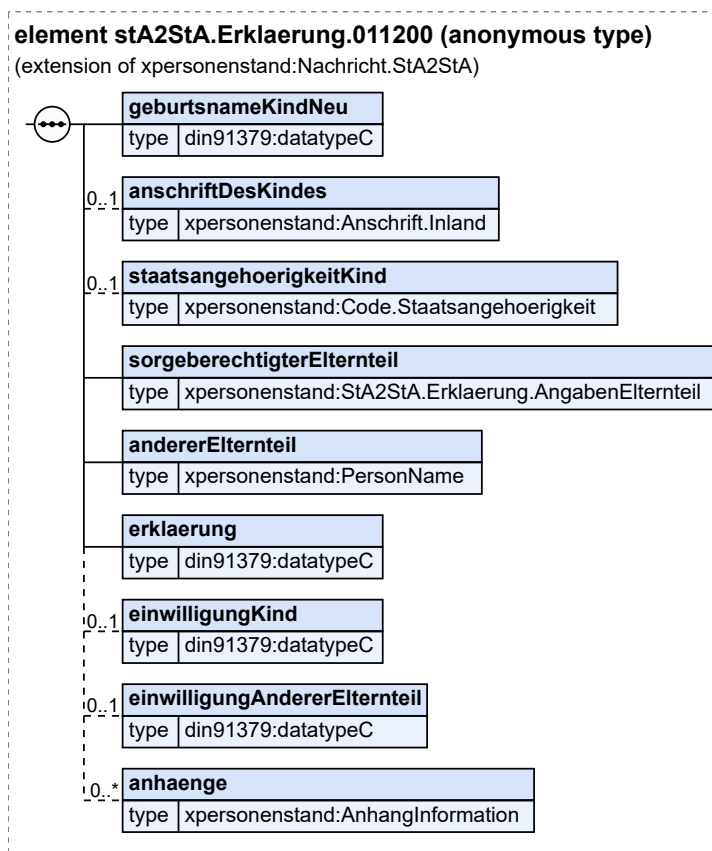 element stA2StA.Erklaerung.011200 (anonymous type)
(extension of xpersonenstand:Nachricht.StA2StA)
geburtsnameKindNeu
type din91379:datatypeC
0..1 anschriftDesKindes
type xpersonenstand:Anschrift.Inland
0..1 staatsangehoerigkeitKind
type xpersonenstand:Code.Staatsangehoerigkeit
sorgeberechtigterElternteil
type xpersonenstand:StA2StA.Erklaerung.AngabenElternteil
andererElternteil
type xpersonenstand:PersonName
erklaerung
type din91379:datatypeC
0..1 einwilligungKind
type din91379:datatypeC
0..1 einwilligungAndererElternteil
type din91379:datatypeC
0..* anhaenge
type xpersonenstand:AnhangInformation